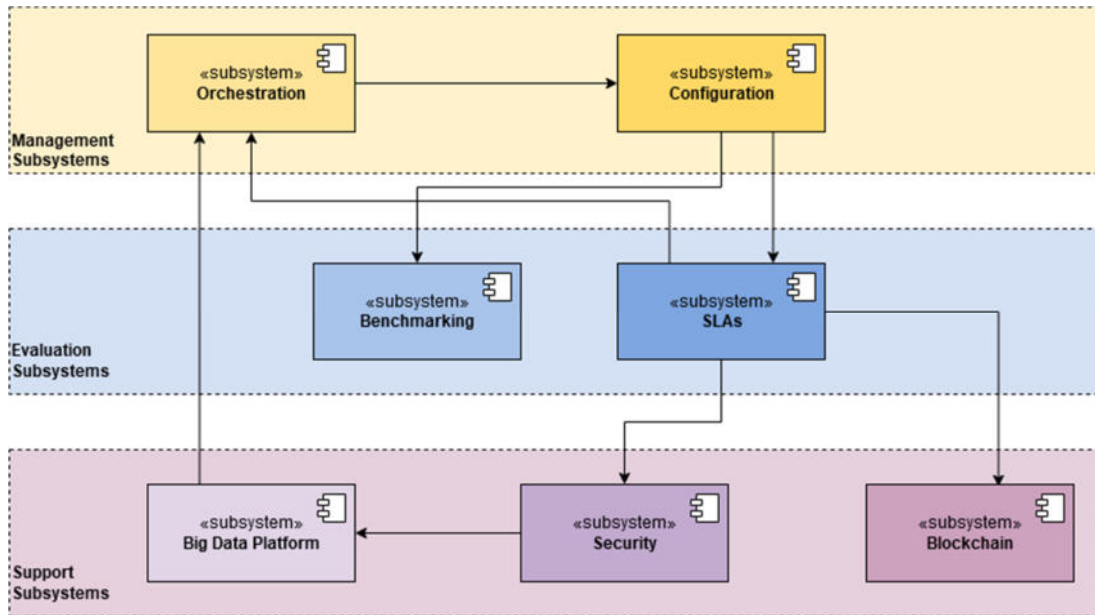 «subsystem»
Orchestration
«subsystem»
Configuration
Management
Subsystems
«subsystem»
Benchmarking
«subsystem»
SLAs
Evaluation
Subsystems
«subsystem»
Big Data Platform
«subsystem»
Security
«subsystem»
Blockchain
Support
Subsystems